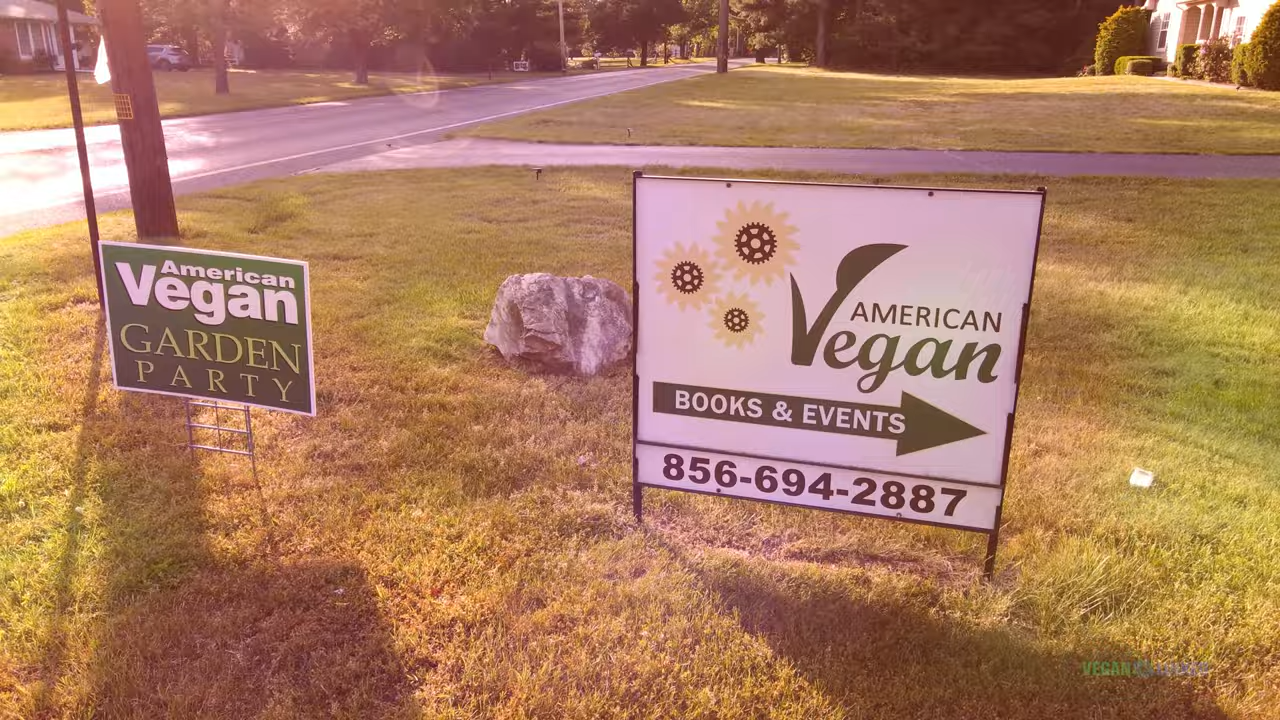 American
Vegan
GARDEN
PARTY
AMERICAN
Vegan
BOOKS & EVENTS
856-694-2887